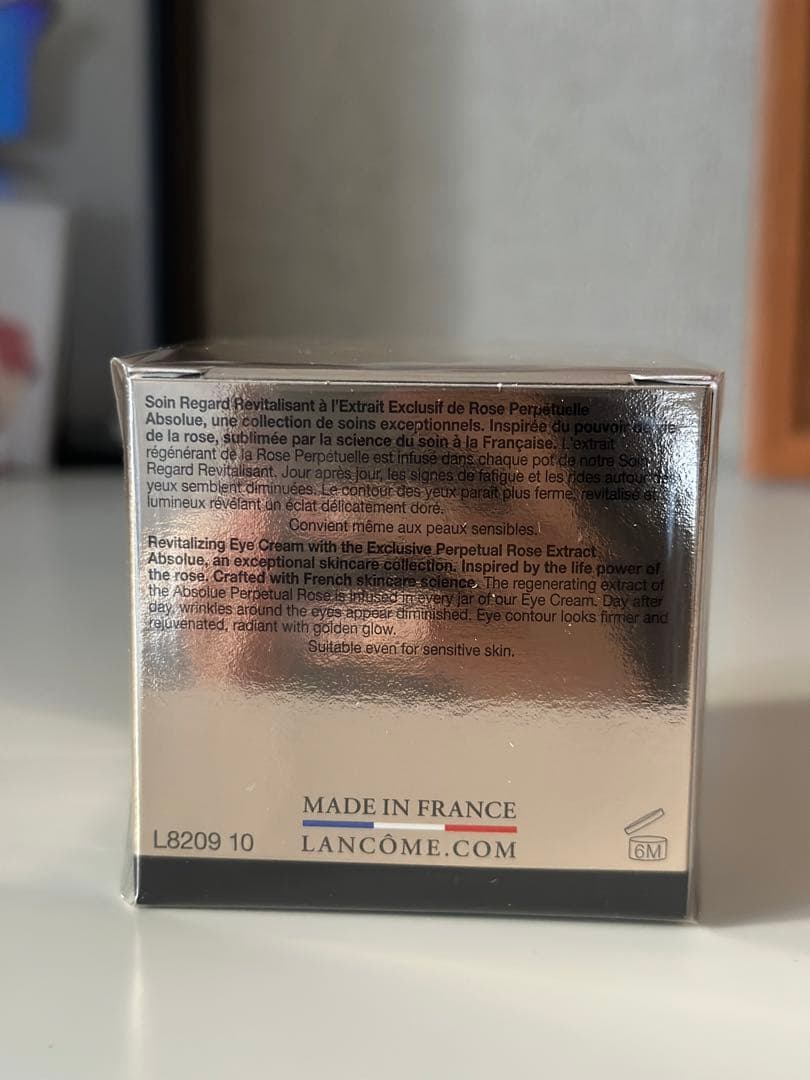 Soin Regard Revitalisant à l'Extrait Exclusif de Rose Perpétuelle
Absolue, une collection de soins exceptionnels. Inspirée du pouvoir de vie
de la rose, sublimée par la science du soin à la Française. L'extrait
régénérant de la Rose Perpétuelle est infusé dans chaque pot de notre Soin
Regard Revitalisant. Jour après jour, les signes de fatigue et les rides autour des
yeux semblent diminuées. Le contour des yeux paraît plus ferme, revitalisé et
lumineux révélant un éclat délicatement doré.
Convient même aux peaux sensibles.
Revitalizing Eye Cream with the Exclusive Perpetual Rose Extract
Absolue, an exceptional skincare collection. Inspired by the life power of
the rose. Crafted with French skincare science. The regenerating extract of
the Absolue Perpetual Rose is infused in every jar of our Eye Cream. Day after
day, wrinkles around the eyes appear diminished. Eye contour looks firmer and
rejuvenated, radiant with golden glow.
Suitable even for sensitive skin.
MADE IN FRANCE
L8209 10
LANCÔME.COM
6M